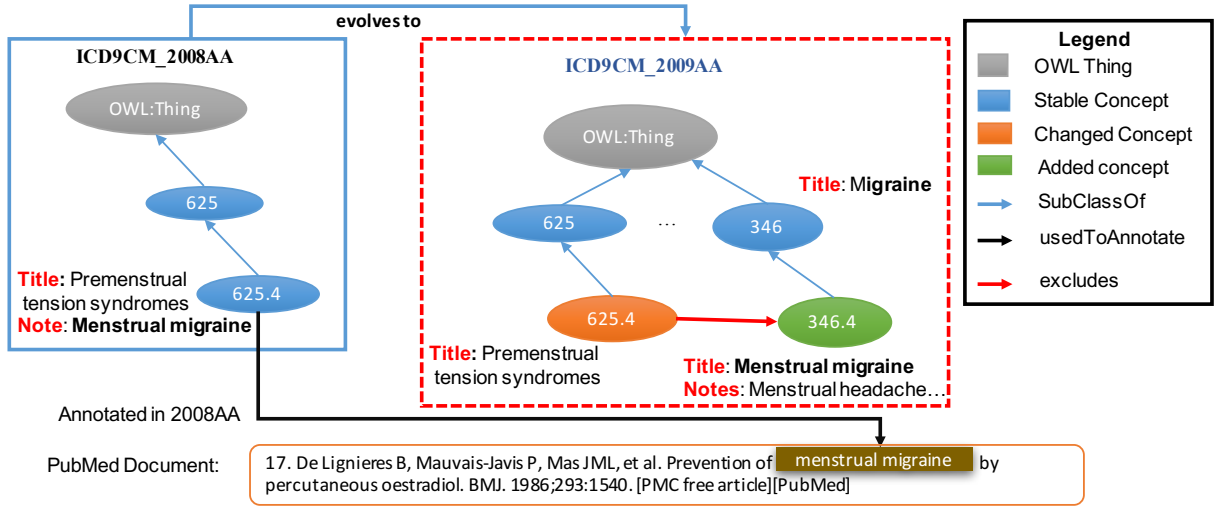 evolves to
ICD9CM_2008AA
OWL:Thing
625
Title: Premenstrual
tension syndromes
Note: Menstrual migraine
625.4
ICD9CM_2009AA
OWL:Thing
Title: Migraine
625
...
346
625.4
346.4
Title: Premenstrual
tension syndromes
Title: Menstrual migraine
Notes: Menstrual headache...
Legend
OWL Thing
Stable Concept
Changed Concept
Added concept
SubClassOf
usedToAnnotate
excludes
Annotated in 2008AA
PubMed Document:
17. De Lignieres B, Mauvais-Javis P, Mas JML, et al. Prevention of menstrual migraine by
percutaneous oestradiol. BMJ. 1986;293:1540. [PMC free article][PubMed]